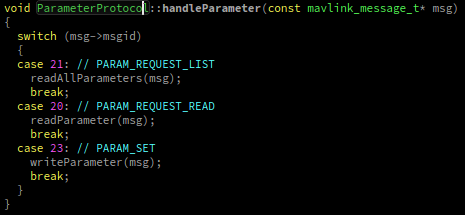 void ParameterProtocol::handleParameter(const mavlink_message_t* msg)
{
  switch (msg->msgid)
  {
  case 21: // PARAM_REQUEST_LIST
    readAllParameters(msg);
    break;
  case 20: // PARAM_REQUEST_READ
    readParameter(msg);
    break;
  case 23: // PARAM_SET
    writeParameter(msg);
    break;
  }
}